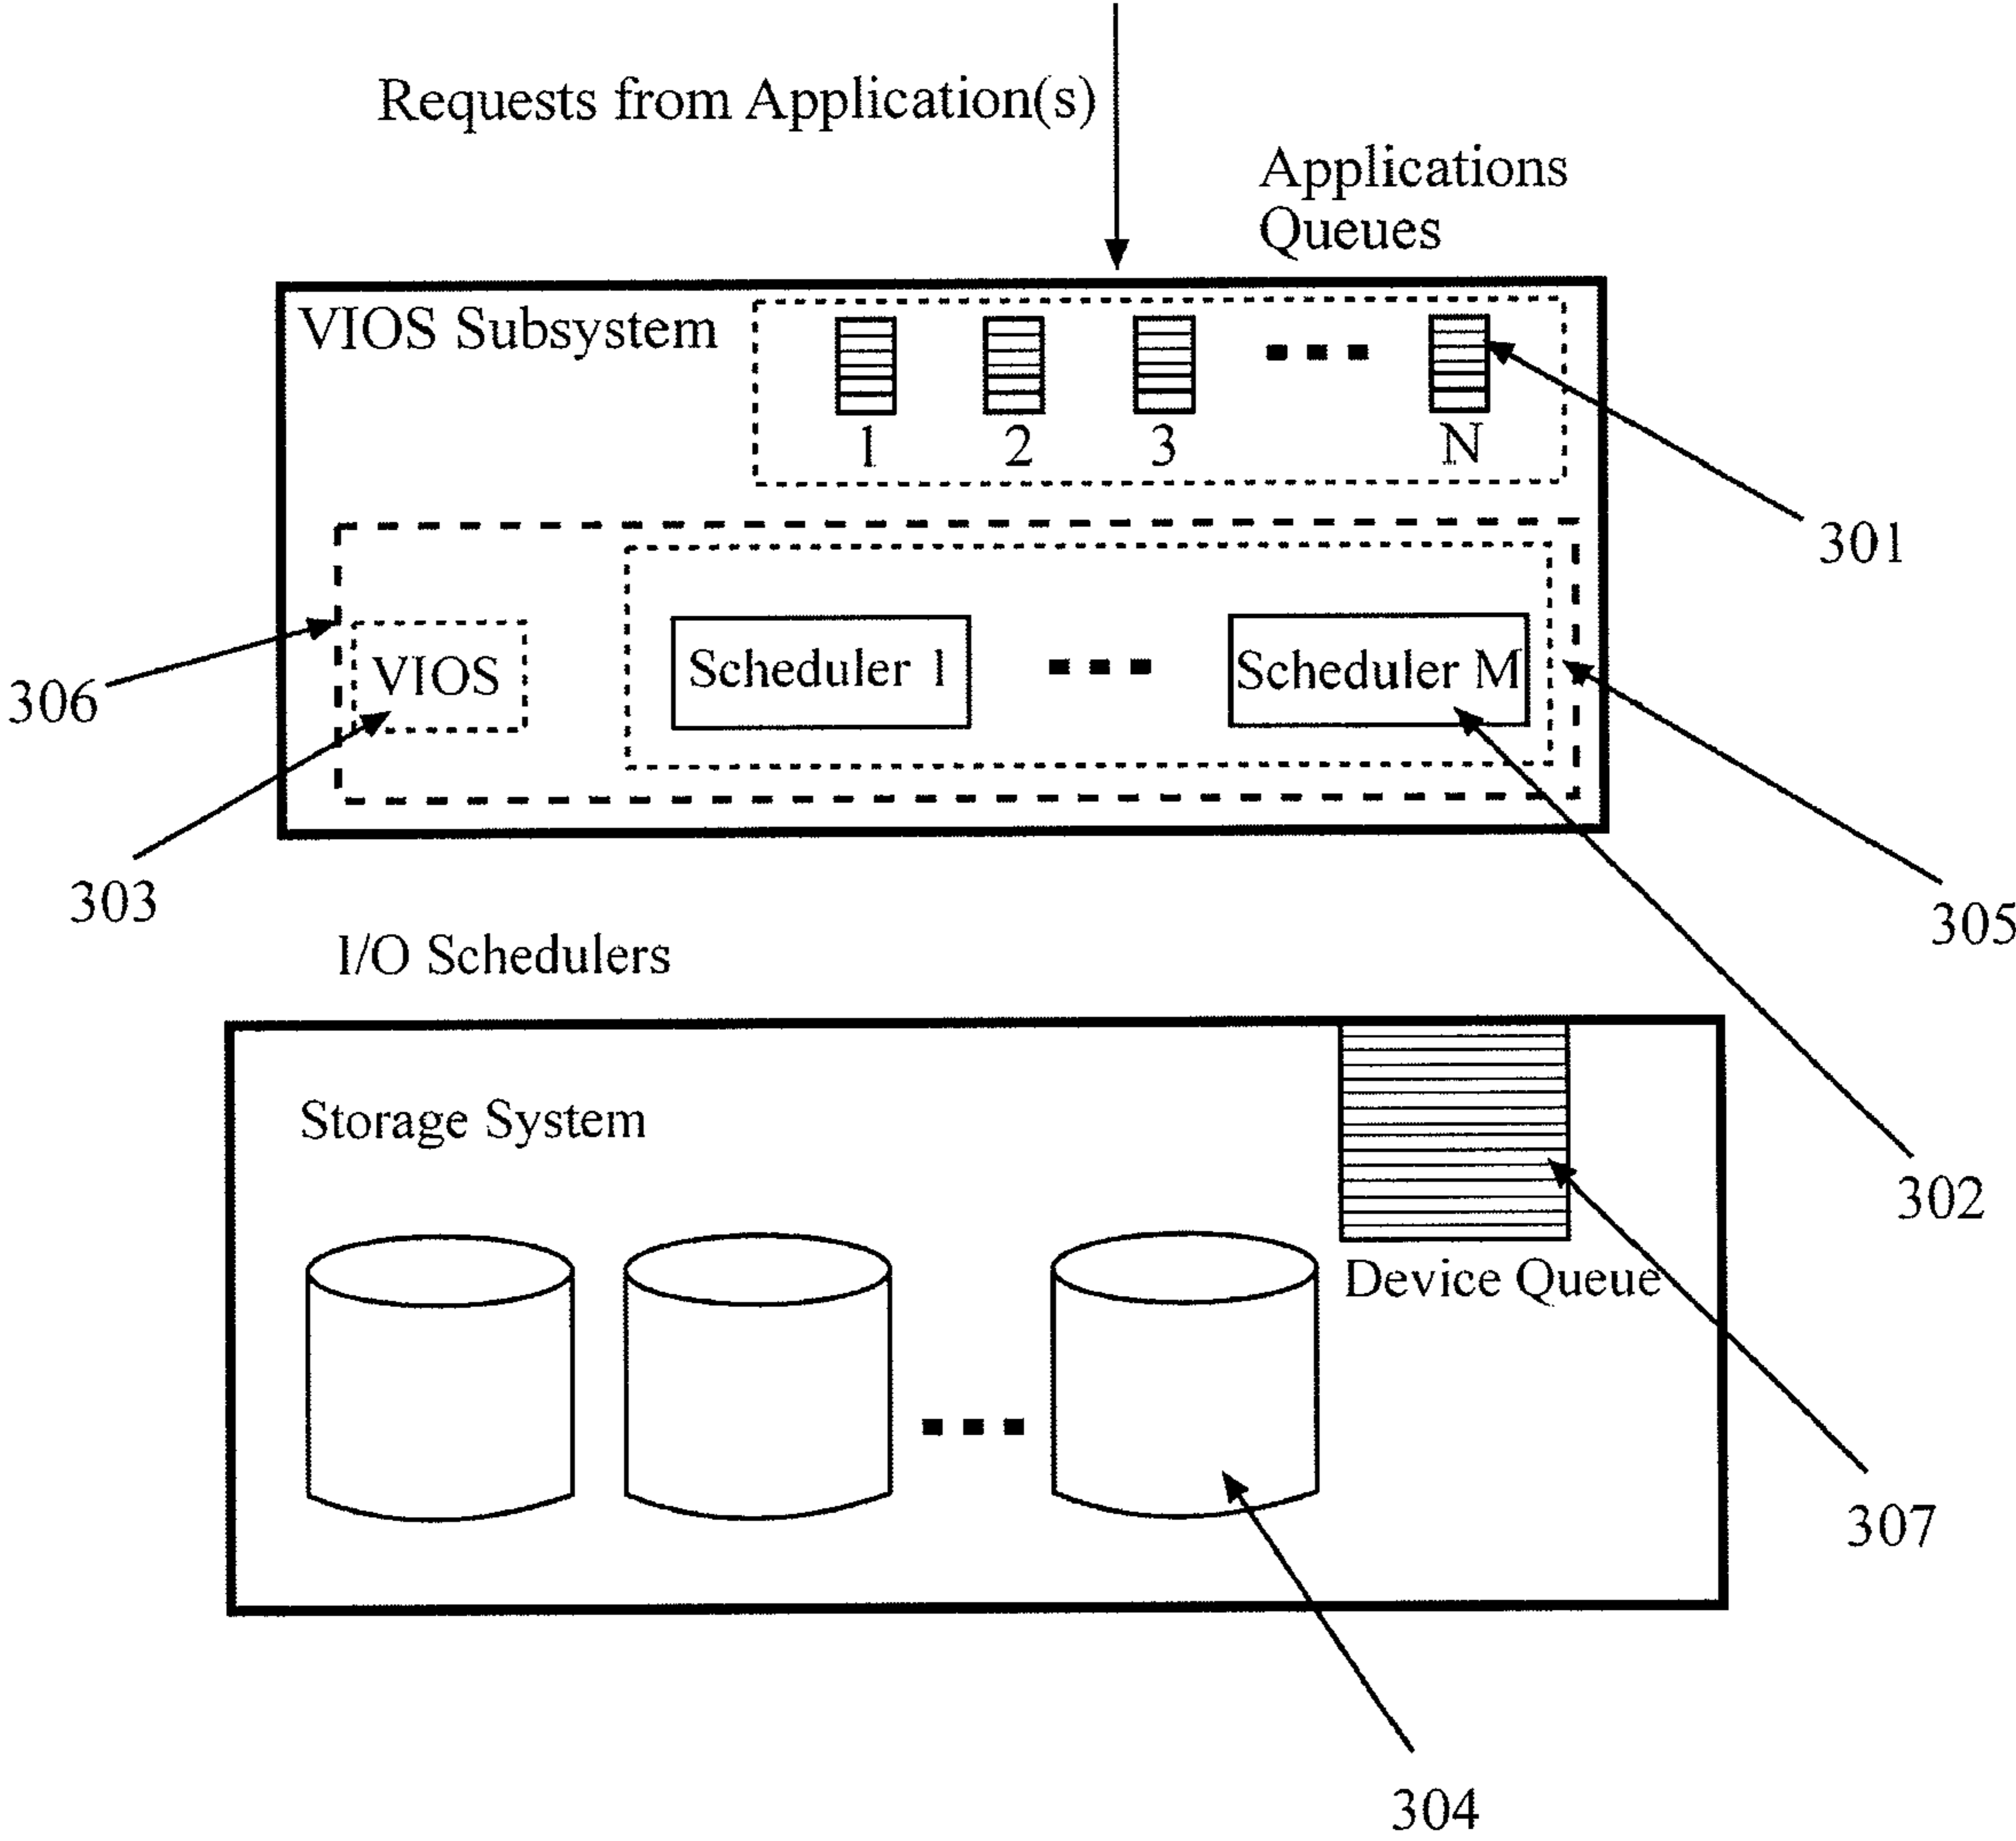 Requests from Application(s)
Applications
Queues
VIOS Subsystem
1
2
3
N
301
VIOS
Scheduler 1
Scheduler M
306
303
305
I/O Schedulers
302
Storage System
Device Queue
307
304